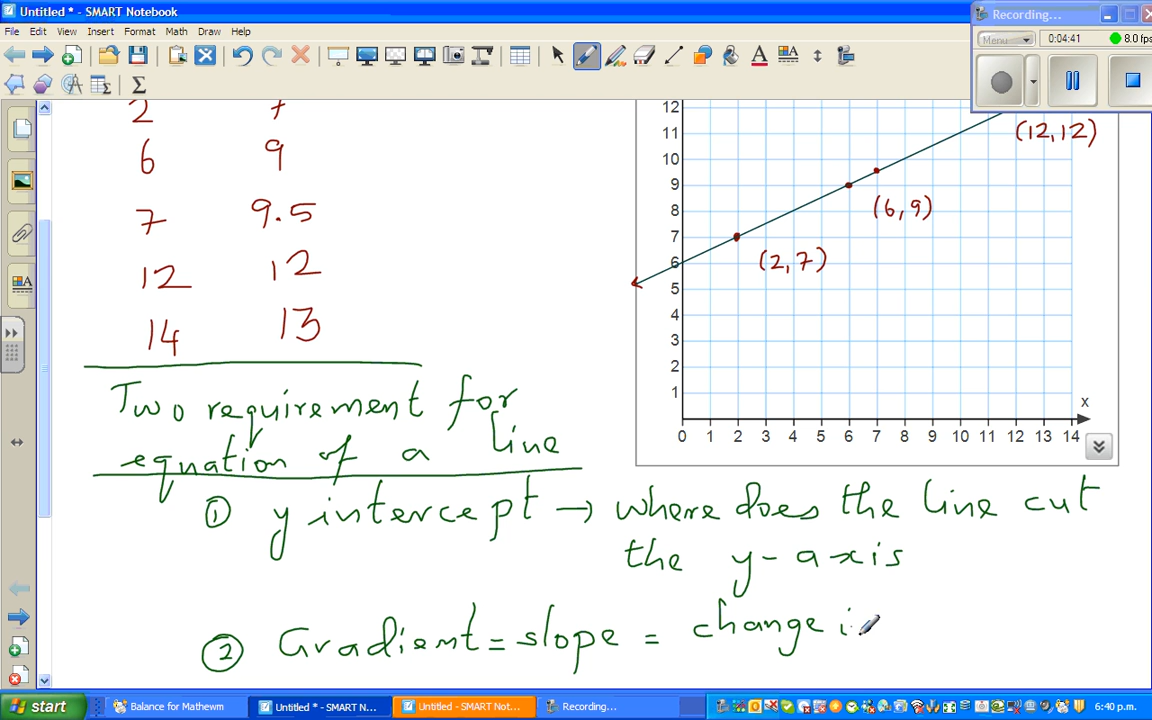 Untitled * - SMART Notebook
Recording...
File Edit View Insert Format Math Draw Help
Menu
0:04:41
8.0 fps
2 7
6 9
7 9.5
12 12
14 13
12
11
10
9
8
7
6
5
4
3
2
1
(12,12)
(6,9)
(2,7)
x
0 1 2 3 4 5 6 7 8 9 10 11 12 13 14
Two requirement for
equation of a line
① y intercept → where does the line cut
the y-axis
② Gradient = slope = change i
start
Balance for Mathewm
Untitled * - SMART N...
Untitled - SMART Not...
Recording...
6:40 p.m.